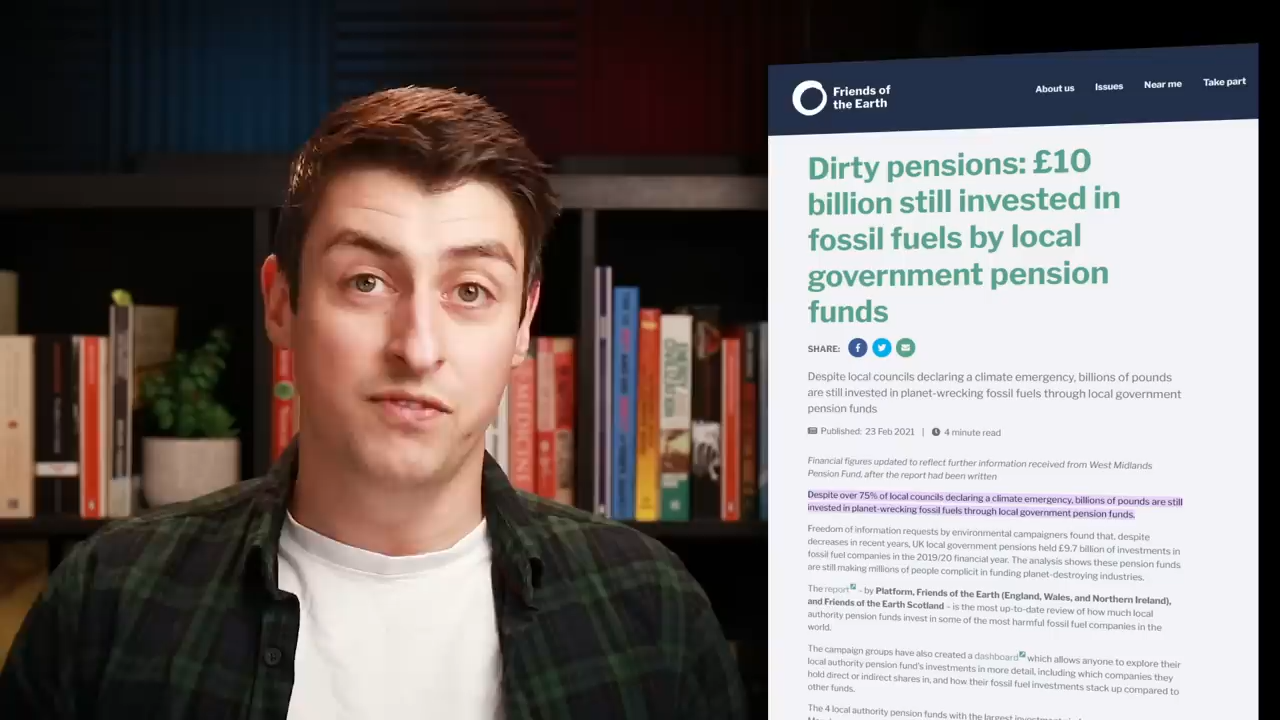 Friends of
the Earth
About us
Issues
Near me
Take part
Dirty pensions: £10
billion still invested in
fossil fuels by local
government pension
funds
SHARE:
Despite local councils declaring a climate emergency, billions of pounds
are still invested in planet-wrecking fossil fuels through local government
pension funds
Published: 23 Feb 2021 | 4 minute read
Financial figures updated to reflect further information received from West Midlands
Pension Fund, after the report had been written
Despite over 75% of local councils declaring a climate emergency, billions of pounds are still
invested in planet-wrecking fossil fuels through local government pension funds.
Freedom of information requests by environmental campaigners found that, despite
decreases in recent years, UK local government pensions held £9.7 billion of investments in
fossil fuel companies in the 2019/20 financial year. The analysis shows these pension funds
are still making millions of people complicit in funding planet-destroying industries.
The report - by Platform, Friends of the Earth (England, Wales, and Northern Ireland),
and Friends of the Earth Scotland - is the most up-to-date review of how much local
authority pension funds invest in some of the most harmful fossil fuel companies in the
world.
The campaign groups have also created a dashboard which allows anyone to explore their
local authority pension fund's investments in more detail, including which companies they
hold direct or indirect shares in, and how their fossil fuel investments stack up compared to
other funds.
The 4 local authority pension funds with the largest
MEDICINE